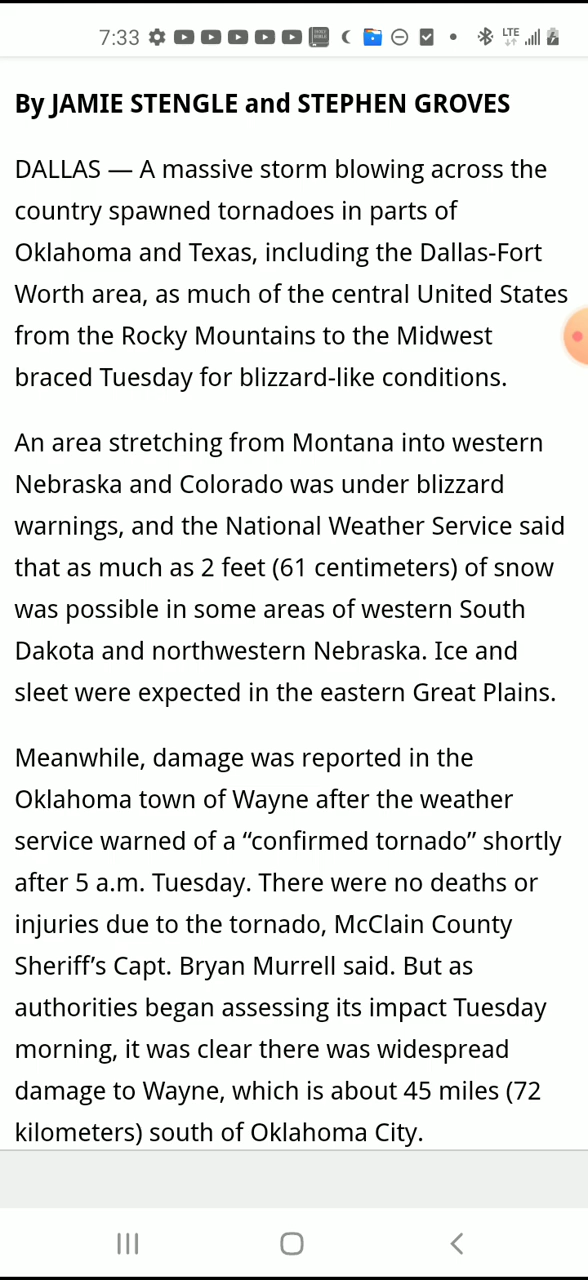 7:33
LTE
By JAMIE STENGLE and STEPHEN GROVES
DALLAS — A massive storm blowing across the
country spawned tornadoes in parts of
Oklahoma and Texas, including the Dallas-Fort
Worth area, as much of the central United States
from the Rocky Mountains to the Midwest
braced Tuesday for blizzard-like conditions.
An area stretching from Montana into western
Nebraska and Colorado was under blizzard
warnings, and the National Weather Service said
that as much as 2 feet (61 centimeters) of snow
was possible in some areas of western South
Dakota and northwestern Nebraska. Ice and
sleet were expected in the eastern Great Plains.
Meanwhile, damage was reported in the
Oklahoma town of Wayne after the weather
service warned of a “confirmed tornado” shortly
after 5 a.m. Tuesday. There were no deaths or
injuries due to the tornado, McClain County
Sheriff’s Capt. Bryan Murrell said. But as
authorities began assessing its impact Tuesday
morning, it was clear there was widespread
damage to Wayne, which is about 45 miles (72
kilometers) south of Oklahoma City.